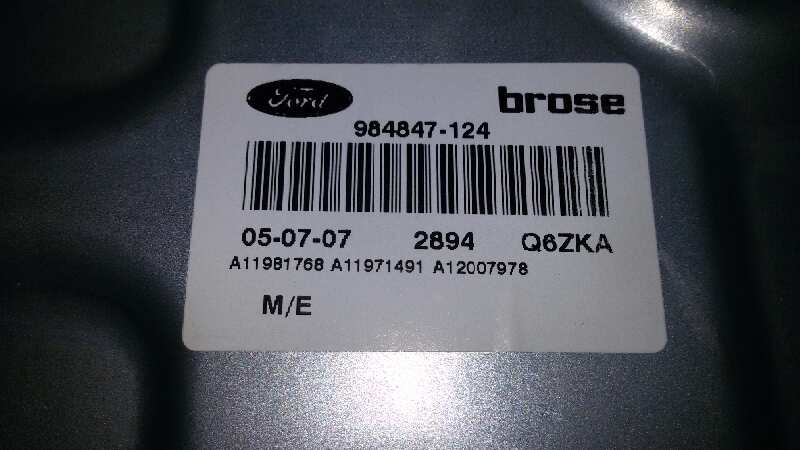 Ford brose
984847-124
05-07-07 2894 Q6ZKA
A11981768 A11971491 A12007978
M/E